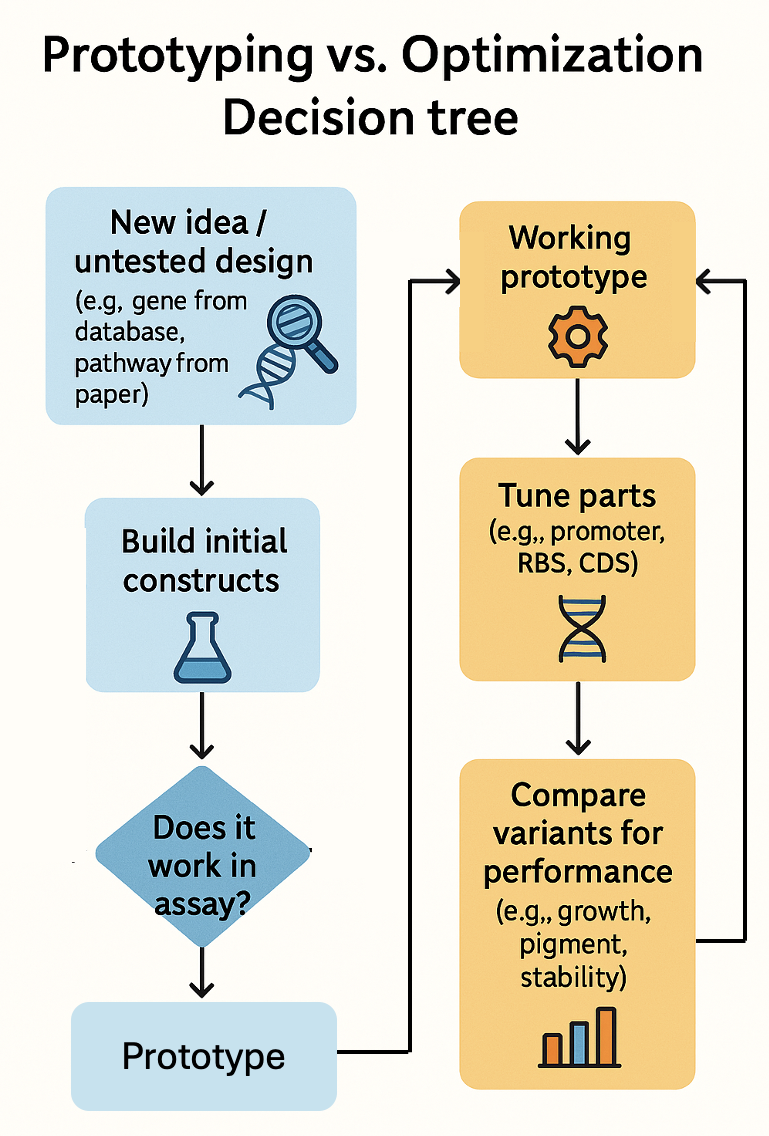 Prototyping vs. Optimization
Decision tree
New idea /
untested design
(e.g, gene from
database,
pathway from
paper)
Build initial
constructs
Does it
work in
assay?
Prototype
Working
prototype
Tune parts
(e.g,, promoter,
RBS, CDS)
Compare
variants for
performance
(e.g,, growth,
pigment,
stability)